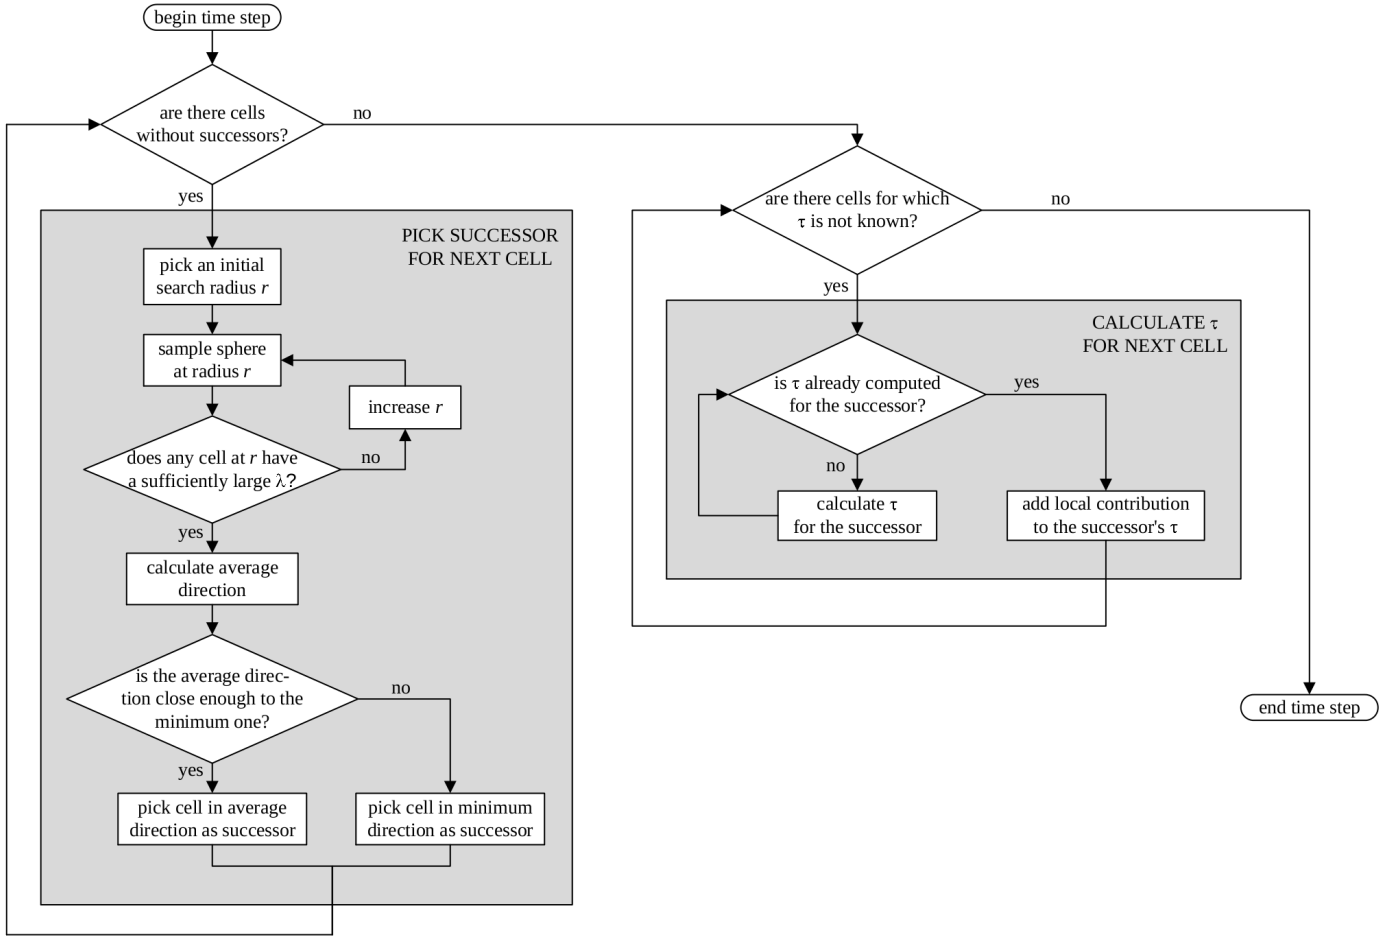 begin time step
are there cells
without successors?
no
yes
PICK SUCCESSOR
FOR NEXT CELL
pick an initial
search radius r
sample sphere
at radius r
increase r
does any cell at r have
a sufficiently large λ?
no
yes
calculate average
direction
is the average direc-
tion close enough to the
minimum one?
no
yes
pick cell in average
direction as successor
pick cell in minimum
direction as successor
are there cells for which
τ is not known?
no
yes
CALCULATE τ
FOR NEXT CELL
is τ already computed
for the successor?
yes
no
calculate τ
for the successor
add local contribution
to the successor's τ
end time step